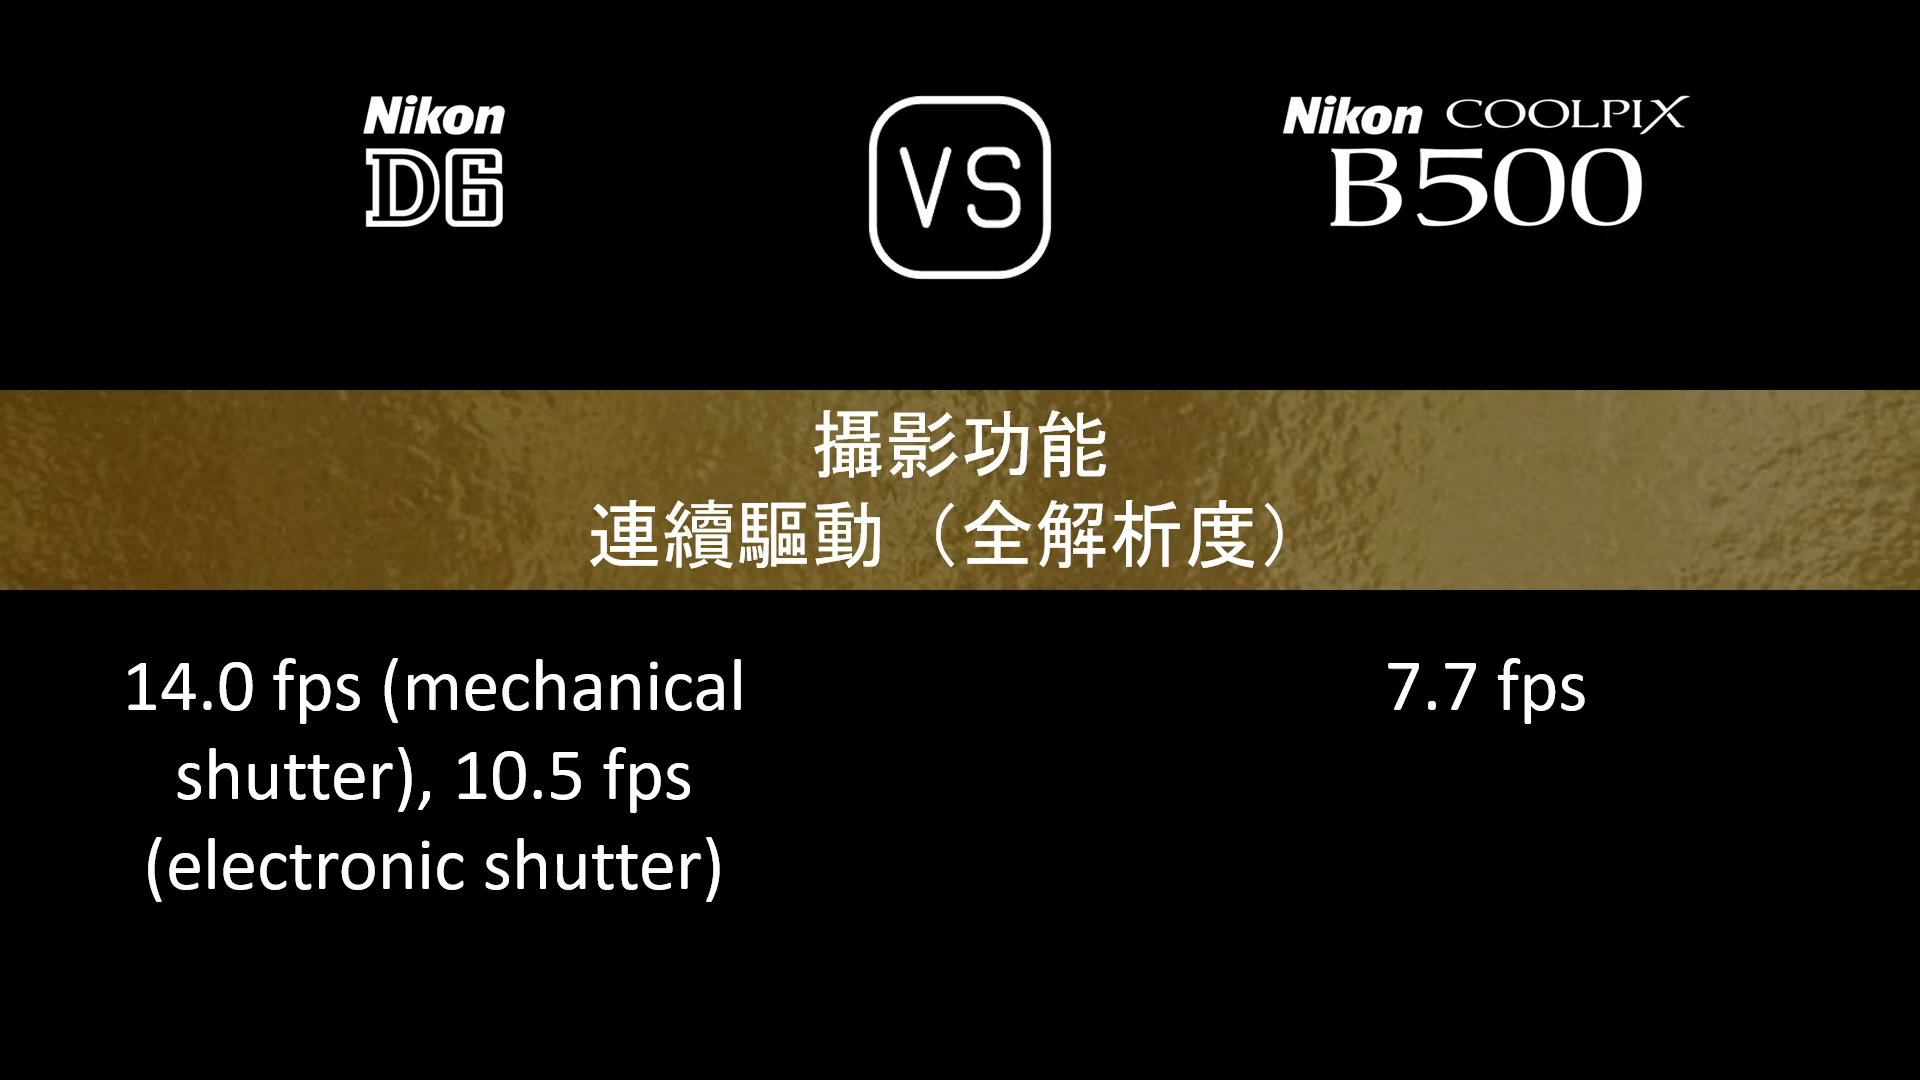 Nikon
D6
VS
Nikon COOLPIX
B500
攝影功能
連續驅動（全解析度）
14.0 fps (mechanical
shutter), 10.5 fps
(electronic shutter)
7.7 fps